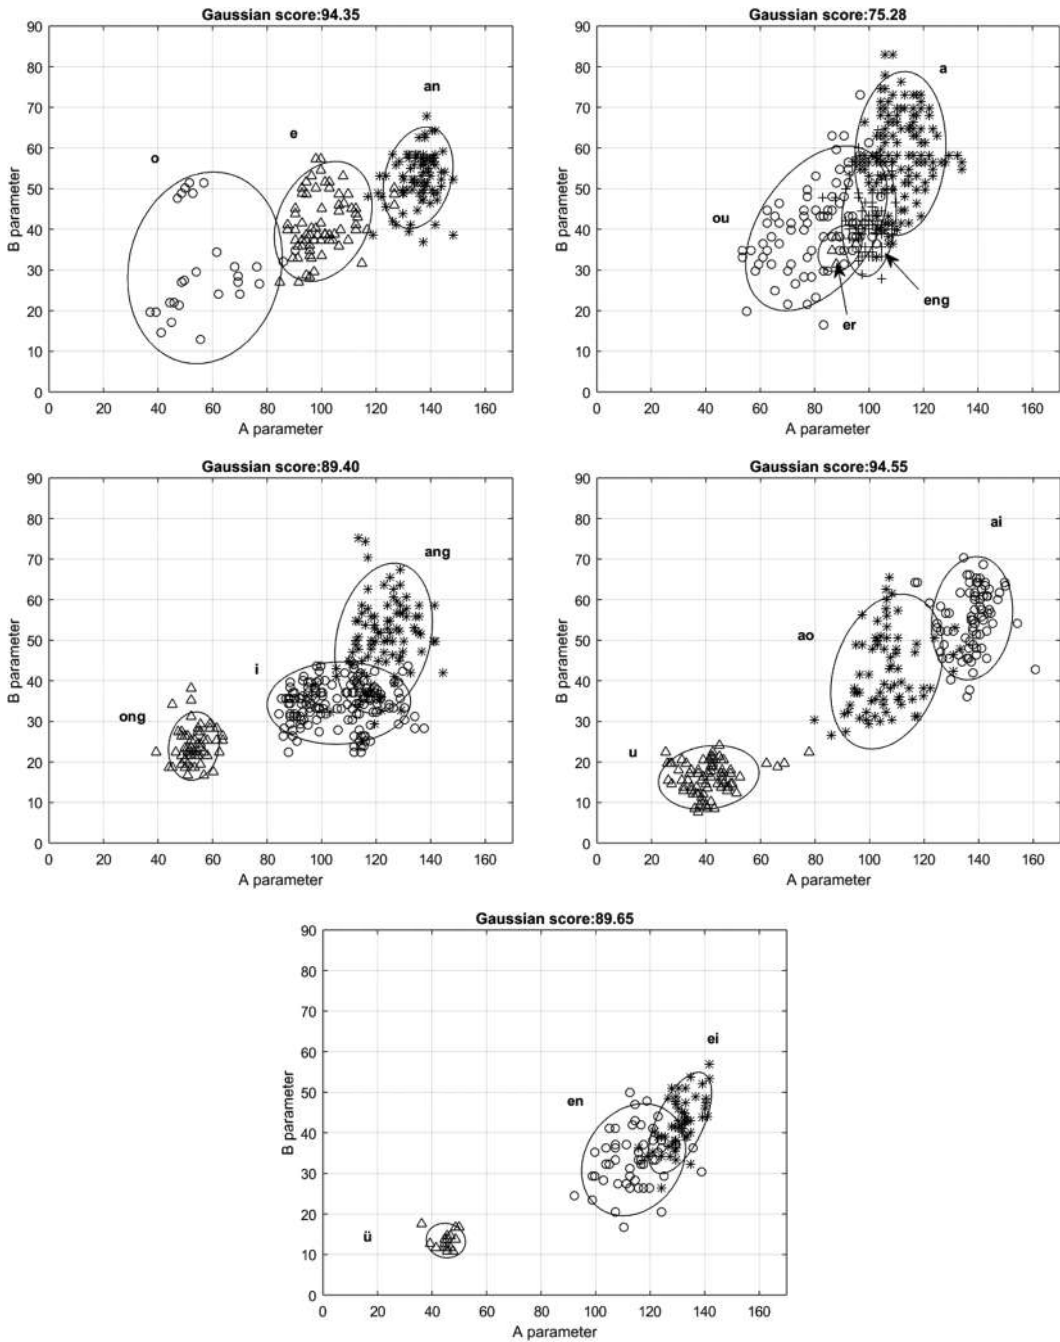 Gaussian score:94.35
90
80
70
60
50
40
30
20
10
0
B parameter
o
e
an
0 20 40 60 80 100 120 140 160
A parameter
Gaussian score:75.28
90
80
70
60
50
40
30
20
10
0
B parameter
a
ou
eng
er
0 20 40 60 80 100 120 140 160
A parameter
Gaussian score:89.40
90
80
70
60
50
40
30
20
10
0
B parameter
ang
i
ong
0 20 40 60 80 100 120 140 160
A parameter
Gaussian score:94.55
90
80
70
60
50
40
30
20
10
0
B parameter
ai
ao
u
0 20 40 60 80 100 120 140 160
A parameter
Gaussian score:89.65
90
80
70
60
50
40
30
20
10
0
B parameter
ei
en
ü
0 20 40 60 80 100 120 140 160
A parameter